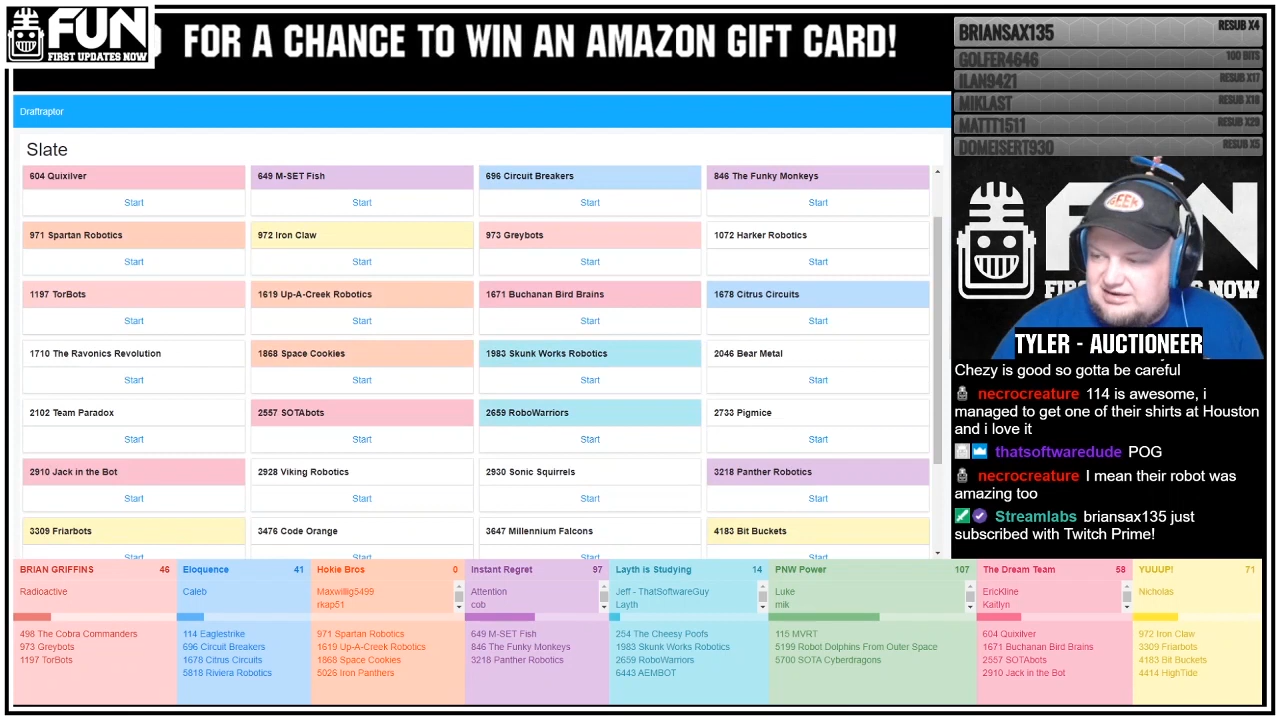 FUN
FIRST UPDATES NOW
FOR A CHANCE TO WIN AN AMAZON GIFT CARD!
BRIANSAX135 RESUB X4
GOLFER4646 100 BITS
ILAN9421 RESUB X17
MIKLAST RESUB X18
MATTT1511 RESUB X29
DOMEISERT930 RESUB X5
Draftraptor
Slate
604 Quixilver 649 M-SET Fish 696 Circuit Breakers 846 The Funky Monkeys
Start Start Start Start
971 Spartan Robotics 972 Iron Claw 973 Greybots 1072 Harker Robotics
Start Start Start Start
1197 TorBots 1619 Up-A-Creek Robotics 1671 Buchanan Bird Brains 1678 Citrus Circuits
Start Start Start Start
1710 The Ravonics Revolution 1868 Space Cookies 1983 Skunk Works Robotics 2046 Bear Metal
Start Start Start Start
2102 Team Paradox 2557 SOTAbots 2659 RoboWarriors 2733 Pigmice
Start Start Start Start
2910 Jack in the Bot 2928 Viking Robotics 2930 Sonic Squirrels 3218 Panther Robotics
Start Start Start Start
3309 Friarbots 3476 Code Orange 3647 Millennium Falcons 4183 Bit Buckets
Start Start Start Start
GEEK
TYLER - AUCTIONEER
Chezy is good so gotta be careful
necrocreature 114 is awesome, i
managed to get one of their shirts at Houston
and i love it
thatsoftwaredude POG
necrocreature I mean their robot was
amazing too
Streamlabs briansax135 just
subscribed with Twitch Prime!
BRIAN GRIFFINS 46
Radioactive
498 The Cobra Commanders
973 Greybots
1197 TorBots
Eloquence 41
Caleb
114 Eaglestrike
696 Circuit Breakers
1678 Citrus Circuits
5818 Riviera Robotics
Hokie Bros 0
Maxwillig5499
rkap51
971 Spartan Robotics
1619 Up-A-Creek Robotics
1868 Space Cookies
5026 Iron Panthers
Instant Regret 97
Attention
cob
649 M-SET Fish
846 The Funky Monkeys
3218 Panther Robotics
Layth is Studying 14
Jeff - ThatSoftwareGuy
Layth
254 The Cheesy Poofs
1983 Skunk Works Robotics
2659 RoboWarriors
6443 AEMBOT
PNW Power 107
Luke
mik
115 MVRT
5199 Robot Dolphins From Outer Space
5700 SOTA Cyberdragons
The Dream Team 58
EricKline
Kaitlyn
604 Quixilver
1671 Buchanan Bird Brains
2557 SOTAbots
2910 Jack in the Bot
YUUUP! 71
Nicholas
972 Iron Claw
3309 Friarbots
4183 Bit Buckets
4414 HighTide